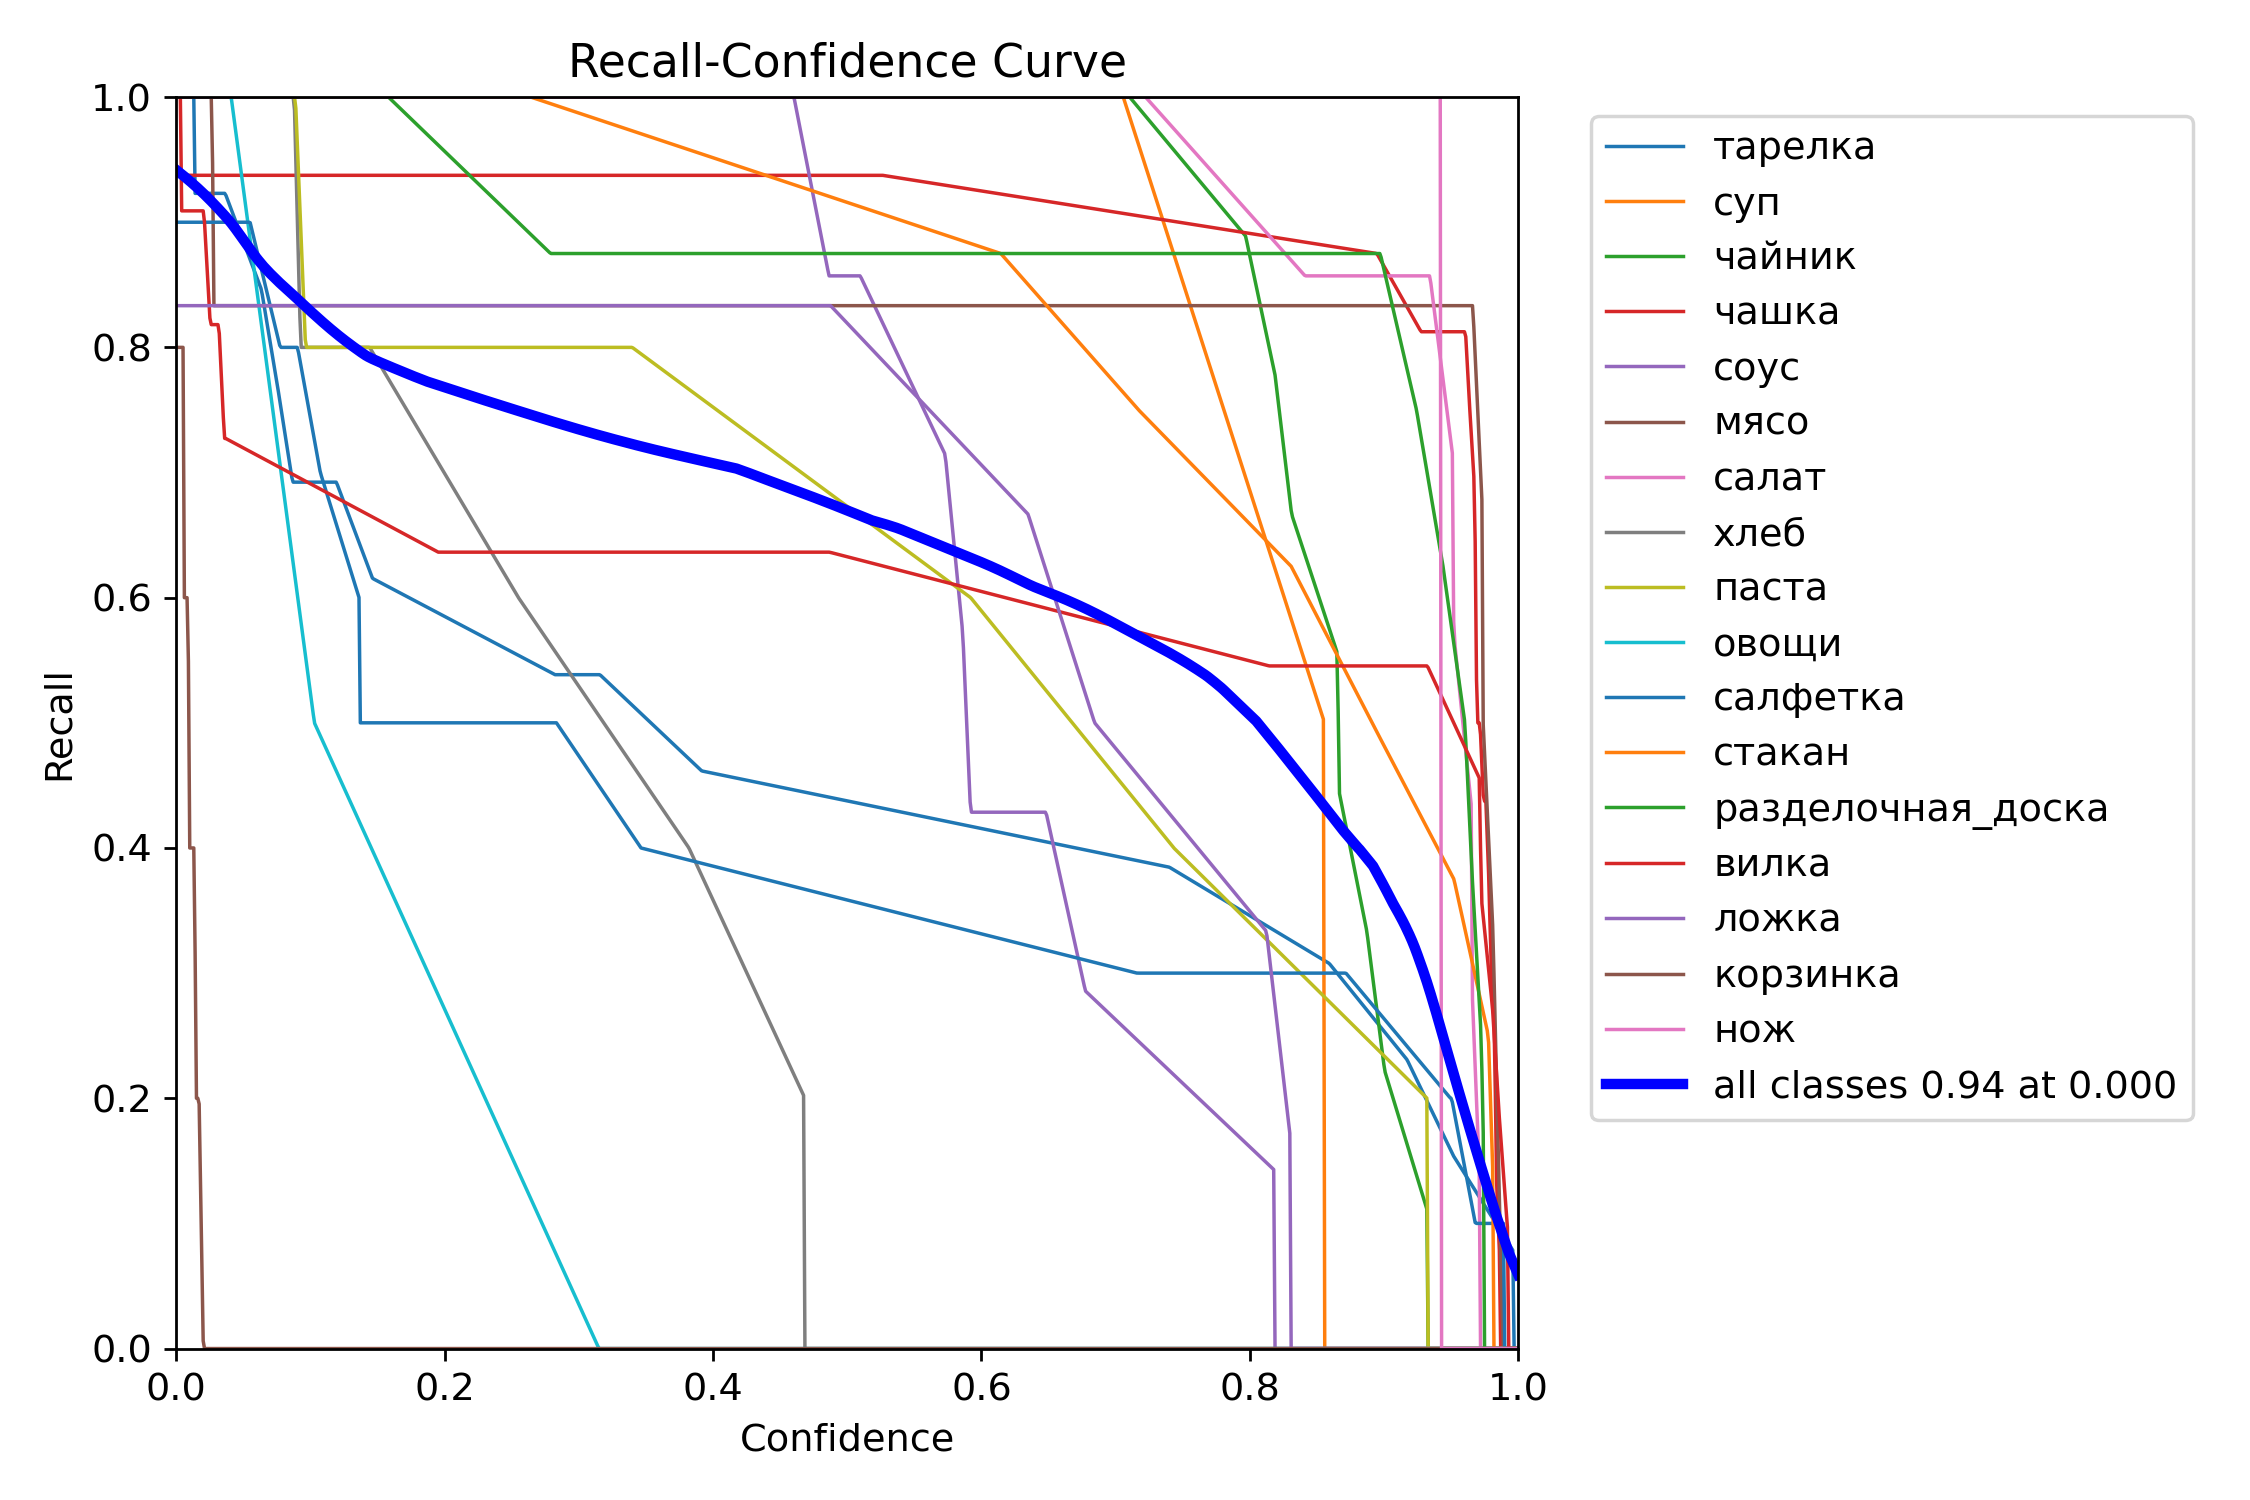 Recall-Confidence Curve
1.0
0.8
0.6
0.4
0.2
0.0
Recall
0.0 0.2 0.4 0.6 0.8 1.0
Confidence
тарелка
суп
чайник
чашка
соус
мясо
салат
хлеб
паста
овощи
салфетка
стакан
разделочная_доска
вилка
ложка
корзинка
нож
all classes 0.94 at 0.000